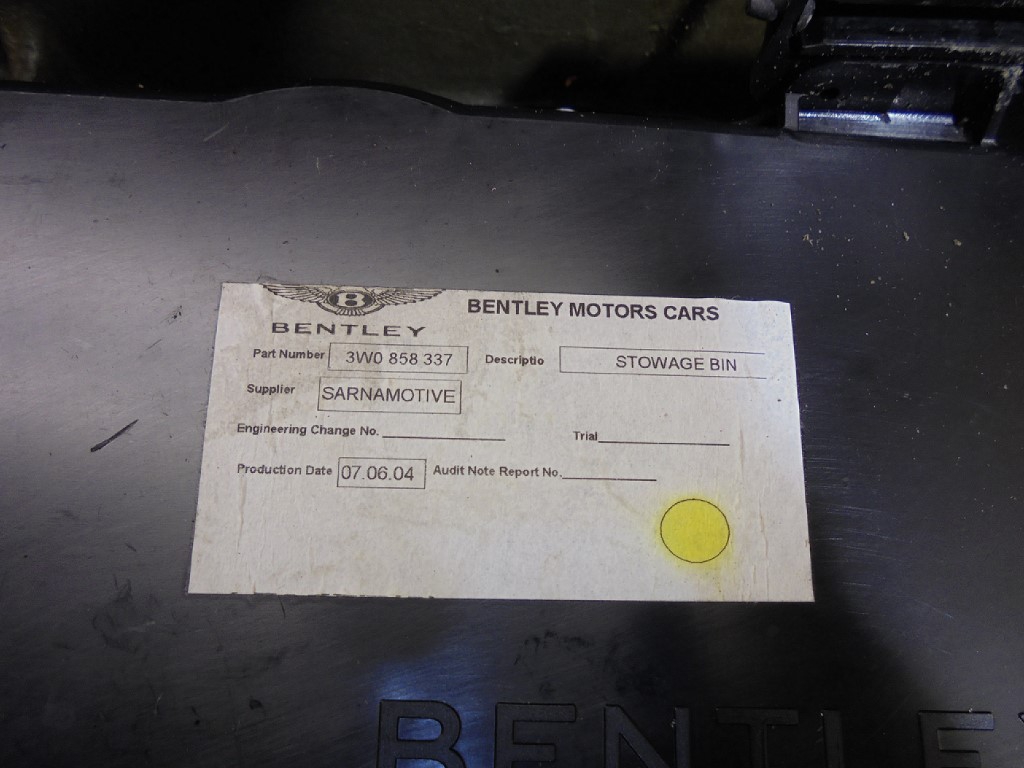 B
BENTLEY
BENTLEY MOTORS CARS
Part Number 3W0 858 337 Descriptio STOWAGE BIN
Supplier SARNAMOTIVE
Engineering Change No. Trial
Production Date 07.06.04 Audit Note Report No.
BENTLEY